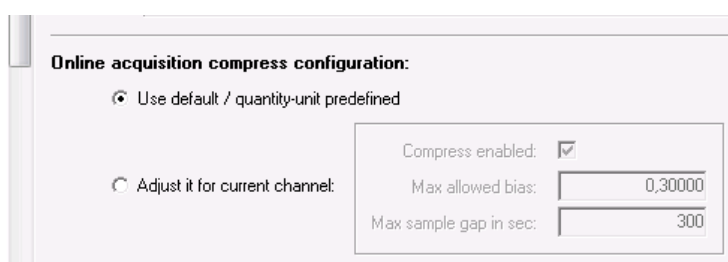 Online acquisition compress configuration:
Use default / quantity-unit predefined
Compress enabled:
Adjust it for current channel:
Max allowed bias:
0,30000
Max sample gap in sec:
300